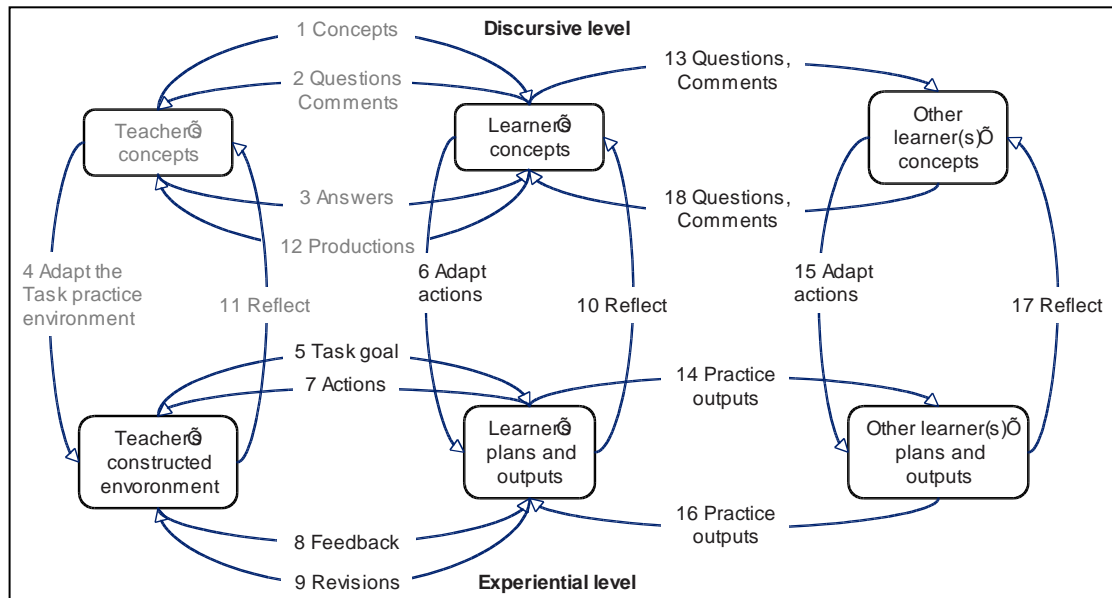 1 Concepts
Discursive level
2 Questions
Comments
13 Questions,
Comments
TeacherÕs
concepts
LearnerÕs
concepts
Other
learner(s)Õ
concepts
3 Answers
18 Questions,
Comments
12 Productions
4 Adapt the
Task practice
environment
11 Reflect
6 Adapt
actions
10 Reflect
15 Adapt
actions
17 Reflect
5 Task goal
7 Actions
14 Practice
outputs
TeacherÕs
constructed
envoronment
LearnerÕs
plans and
outputs
Other learner(s)Õ
plans and
outputs
8 Feedback
16 Practice
outputs
9 Revisions
Experiential level